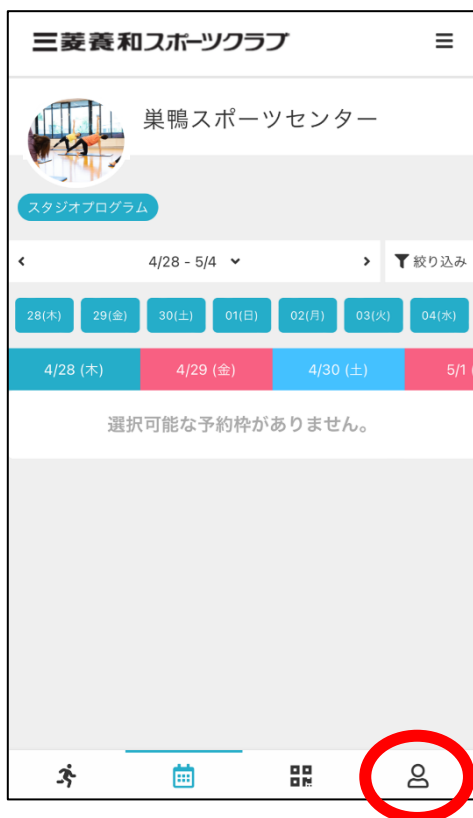 三菱養和スポーツクラブ
巣鴨スポーツセンター
スタジオプログラム
4/28 - 5/4
絞り込み
28(木) 29(金) 30(土) 01(日) 02(月) 03(火) 04(水)
4/28 (木) 4/29 (金) 4/30 (土) 5/1 (
選択可能な予約枠がありません。